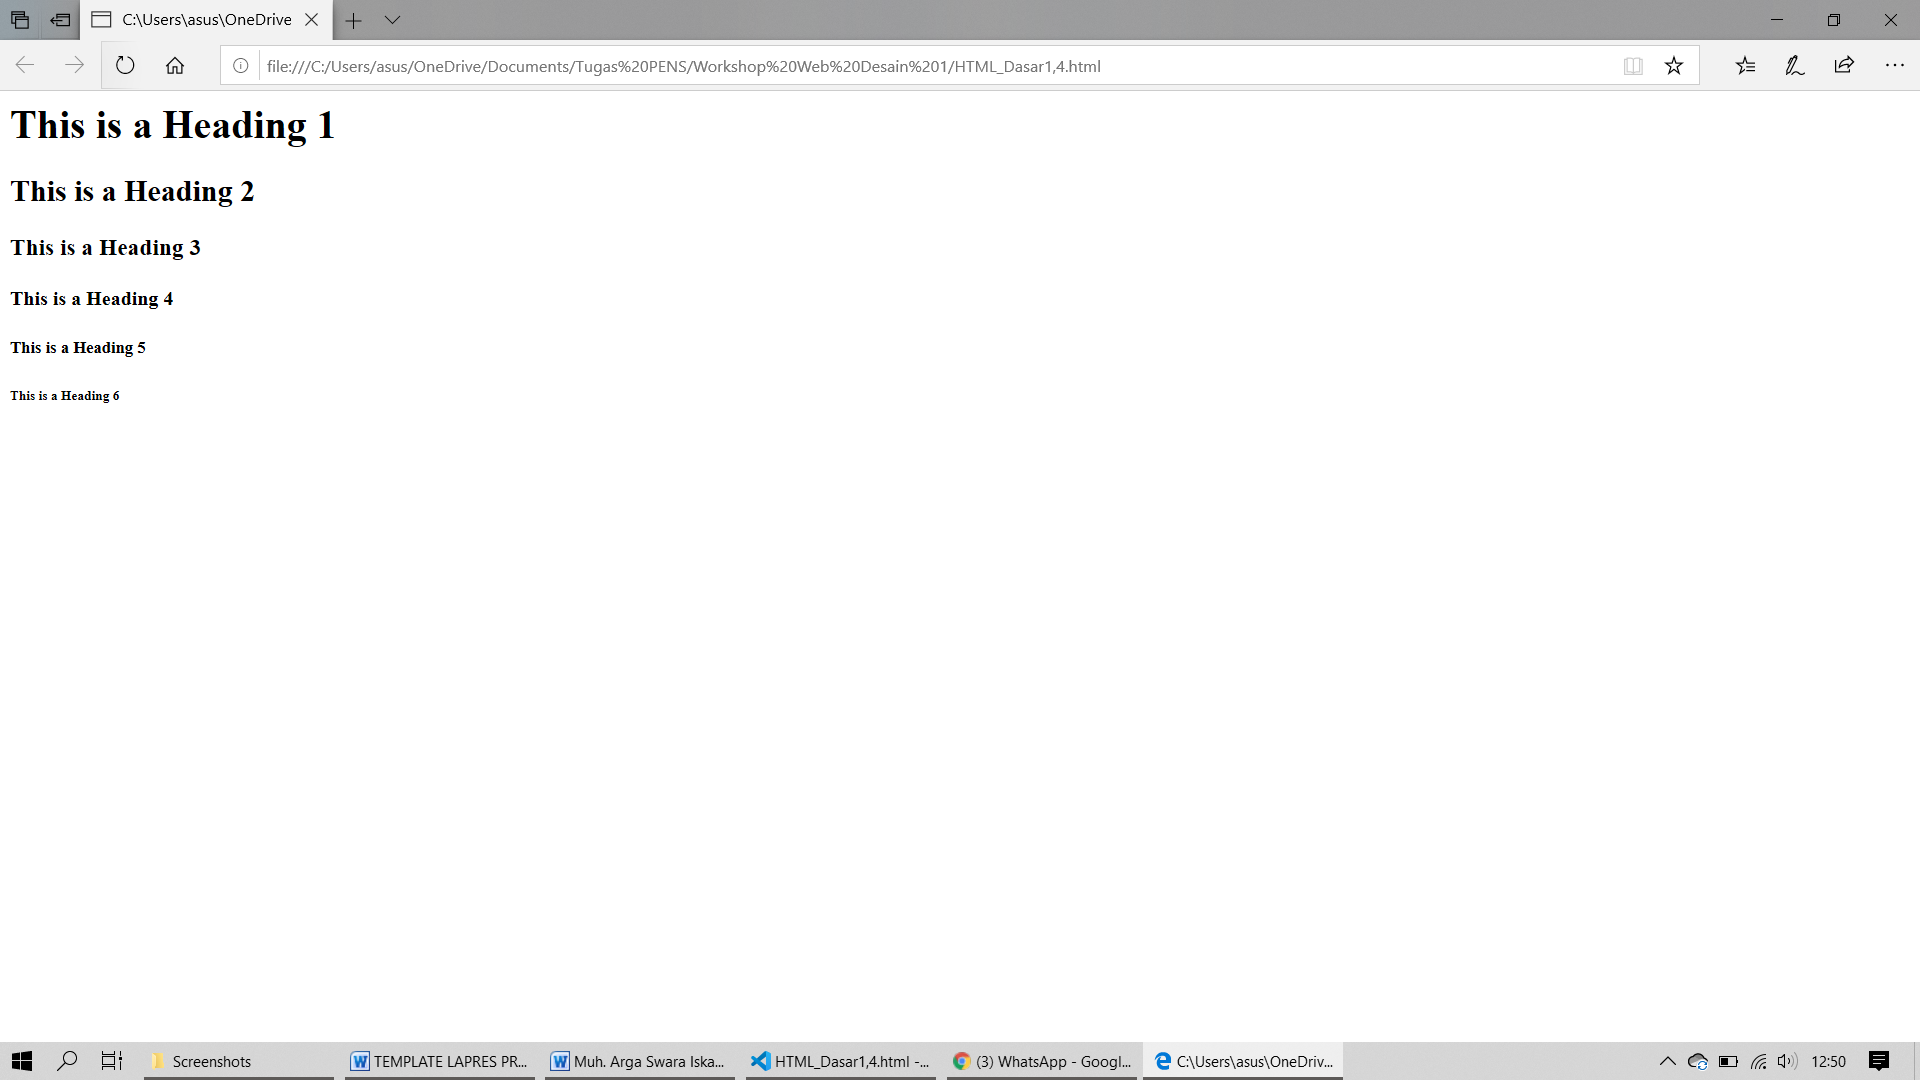 C:\Users\asus\OneDrive
file:///C:/Users/asus/OneDrive/Documents/Tugas%20PENS/Workshop%20Web%20Desain%201/HTML_Dasar1,4.html
This is a Heading 1
This is a Heading 2
This is a Heading 3
This is a Heading 4
This is a Heading 5
This is a Heading 6
Screenshots
TEMPLATE LAPRES PR...
Muh. Arga Swara Iska...
HTML_Dasar1,4.html -...
(3) WhatsApp - Googl...
C:\Users\asus\OneDriv...
12:50